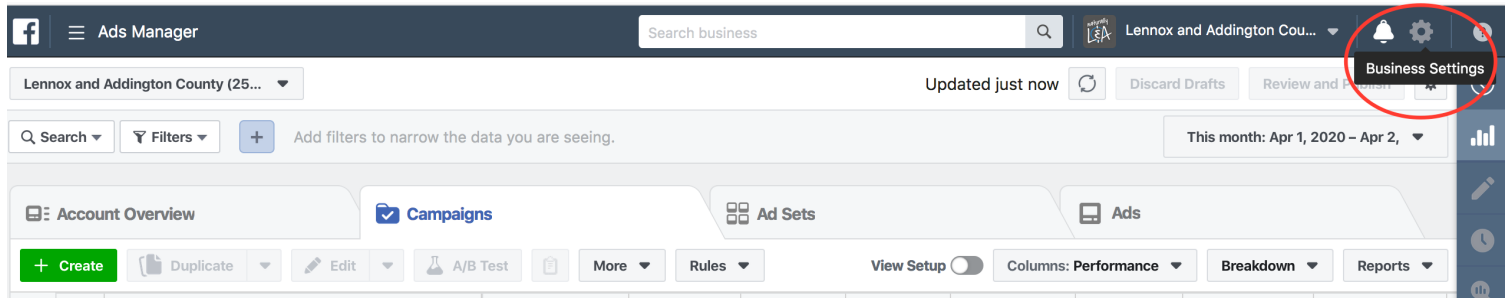 Ads Manager
Search business
naturally L&A
Lennox and Addington Cou...
Business Settings
Lennox and Addington County (25...
Updated just now
Discard Drafts
Review and
Search
Filters
+
Add filters to narrow the data you are seeing.
This month: Apr 1, 2020 – Apr 2,
Account Overview
Campaigns
Ad Sets
Ads
+ Create
Duplicate
Edit
A/B Test
More
Rules
View Setup
Columns: Performance
Breakdown
Reports